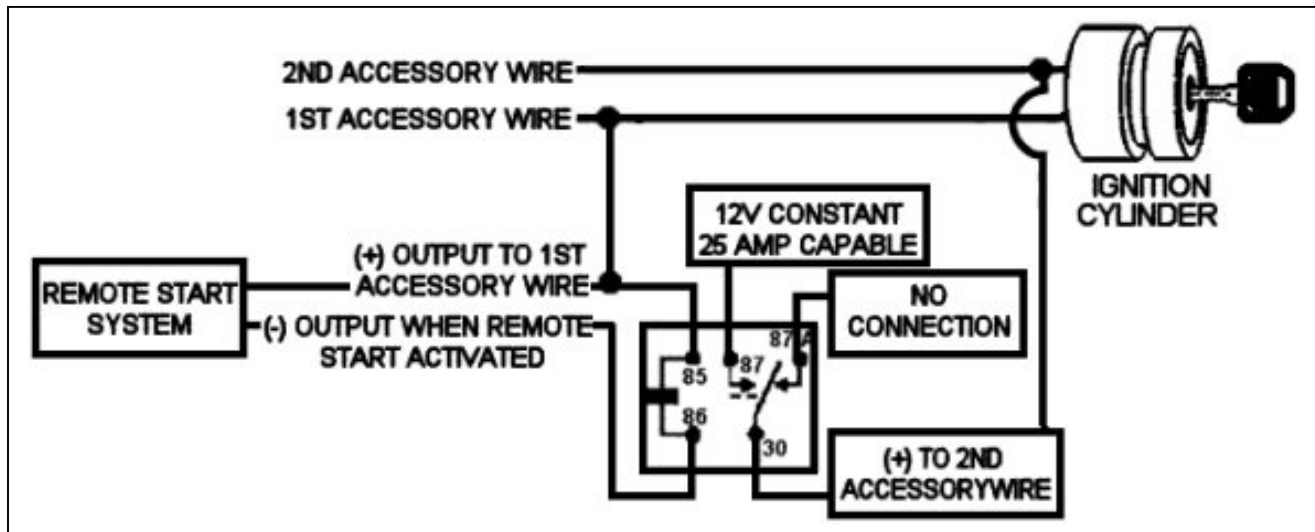 2ND ACCESSORY WIRE
1ST ACCESSORY WIRE
IGNITION
CYLINDER
12V CONSTANT
25 AMP CAPABLE
(+) OUTPUT TO 1ST
ACCESSORY WIRE
REMOTE START
SYSTEM
(-) OUTPUT WHEN REMOTE
START ACTIVATED
NO
CONNECTION
85
87
87A
86
30
(+) TO 2ND
ACCESSORYWIRE